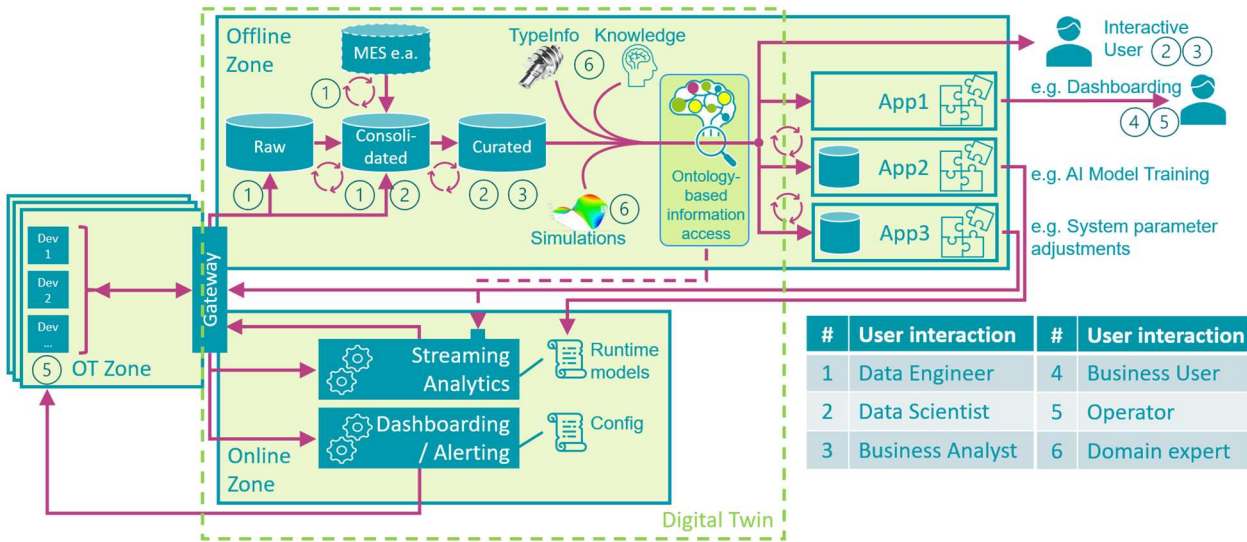 Offline
Zone
MES e.a.
TypeInfo
Knowledge
6
1
Raw
Consoli-
dated
Curated
1
1
2
2
3
Simulations
6
Ontology-
based
information
access
Interactive
User
2
3
e.g. Dashboarding
4
5
App1
App2
e.g. AI Model Training
App3
e.g. System parameter
adjustments
Dev
1
Dev
2
Dev
...
5
OT Zone
Gateway
Streaming
Analytics
Runtime
models
Dashboarding
/ Alerting
Config
Online
Zone
Digital Twin
# User interaction # User interaction
1 Data Engineer 4 Business User
2 Data Scientist 5 Operator
3 Business Analyst 6 Domain expert